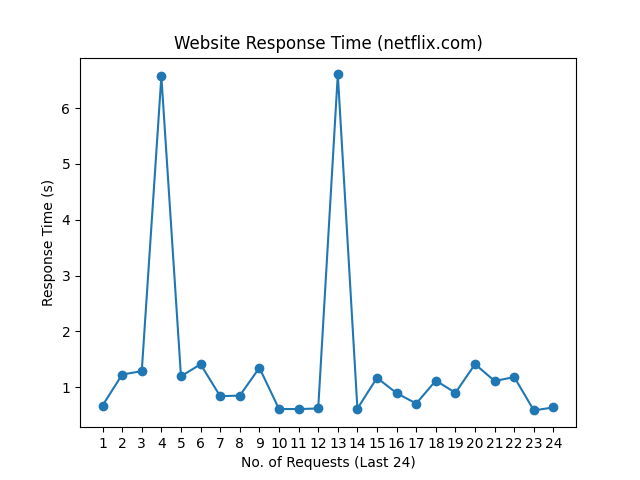 Website Response Time (netflix.com)
Response Time (s)
6
5
4
3
2
1
1 2 3 4 5 6 7 8 9 10 11 12 13 14 15 16 17 18 19 20 21 22 23 24
No. of Requests (Last 24)